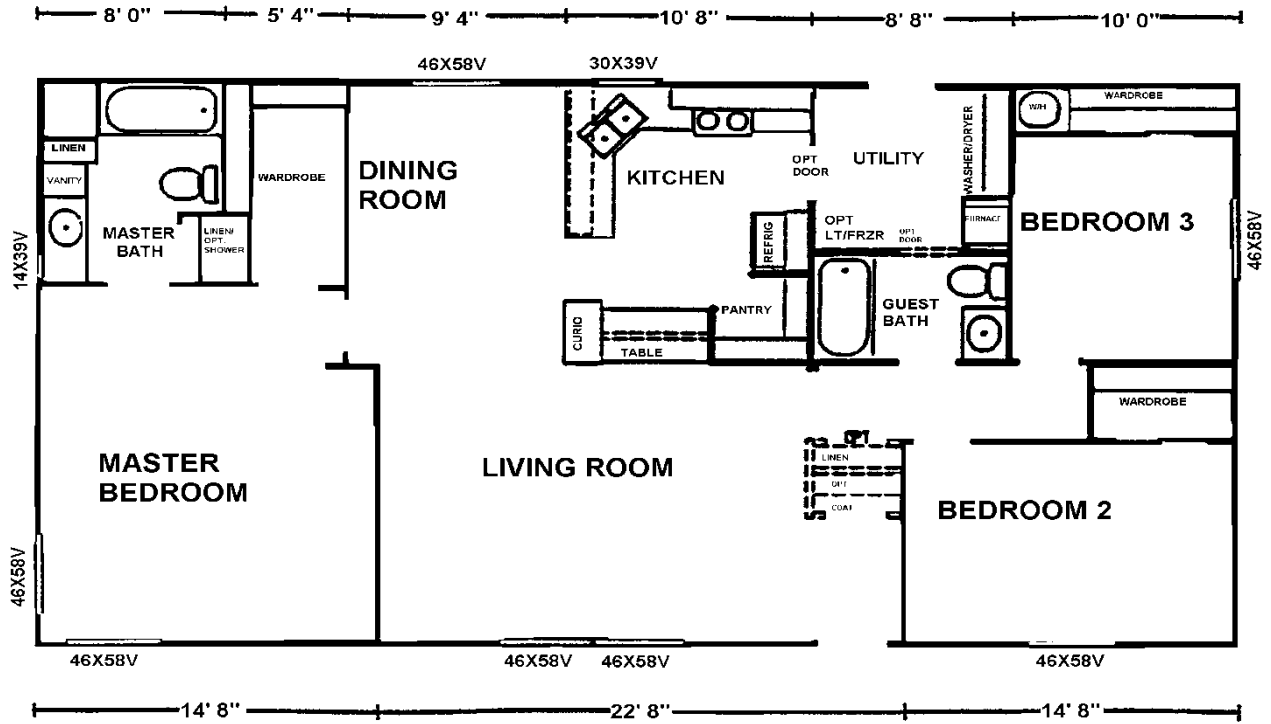 8' 0" 5' 4" 9' 4" 10' 8" 8' 8" 10' 0"
46X58V
30X39V
WARDROBE
W/H
LINEN
VANITY
WARDROBE
DINING
ROOM
KITCHEN
OPT
DOOR
UTILITY
WASHER/DRYER
MASTER
BATH
LINEN/
OPT.
SHOWER
REFRIG
OPT
LT/FRZR
OPT
DOOR
FURNACE
BEDROOM 3
14X39V
46X58V
CURIO
TABLE
PANTRY
GUEST
BATH
WARDROBE
MASTER
BEDROOM
LIVING ROOM
OPT
LINEN
OPT
COAT
BEDROOM 2
46X58V
46X58V
46X58V
46X58V
46X58V
14' 8" 22' 8" 14' 8"